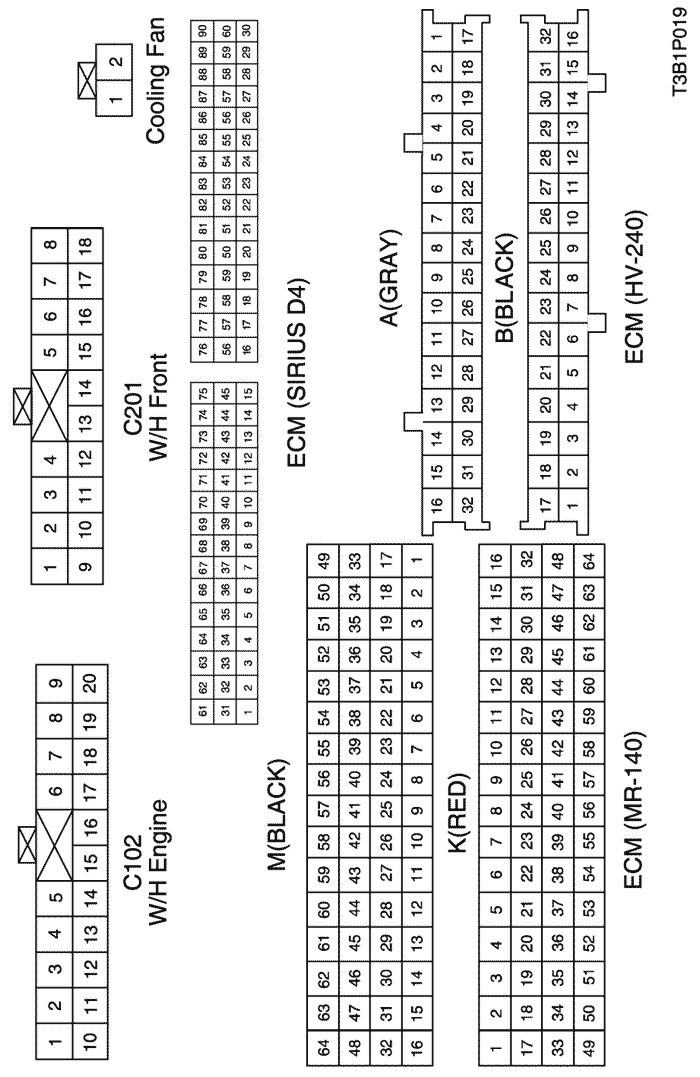 1 2 3 4 5 6 7 8 9
10 11 12 13 14 15 16 17 18 19 20
C102
W/H Engine
1 2 3 4 5 6 7 8
9 10 11 12 13 14 15 16 17 18
C201
W/H Front
1 2
Cooling Fan
61 62 63 64 65 66 67 68 69 70 71 72 73 74 75
31 32 33 34 35 36 37 38 39 40 41 42 43 44 45
1 2 3 4 5 6 7 8 9 10 11 12 13 14 15
76 77 78 79 80 81 82 83 84 85 86 87 88 89 90
56 57 58 59 50 51 52 53 54 55 56 57 58 59 60
16 17 18 19 20 21 22 23 24 25 26 27 28 29 30
ECM (SIRIUS D4)
M(BLACK)
64 63 62 61 60 59 58 57 56 55 54 53 52 51 50 49
48 47 46 45 44 43 42 41 40 39 38 37 36 35 34 33
32 31 30 29 28 27 26 25 24 23 22 21 20 19 18 17
16 15 14 13 12 11 10 9 8 7 6 5 4 3 2 1
K(RED)
1 2 3 4 5 6 7 8 9 10 11 12 13 14 15 16
17 18 19 20 21 22 23 24 25 26 27 28 29 30 31 32
33 34 35 36 37 38 39 40 41 42 43 44 45 46 47 48
49 50 51 52 53 54 55 56 57 58 59 60 61 62 63 64
ECM (MR-140)
A(GRAY)
16 15 14 13 12 11 10 9 8 7 6 5 4 3 2 1
32 31 30 29 28 27 26 25 24 23 22 21 20 19 18 17
B(BLACK)
17 18 19 20 21 22 23 24 25 26 27 28 29 30 31 32
1 2 3 4 5 6 7 8 9 10 11 12 13 14 15 16
ECM (HV-240)
T3B1P019